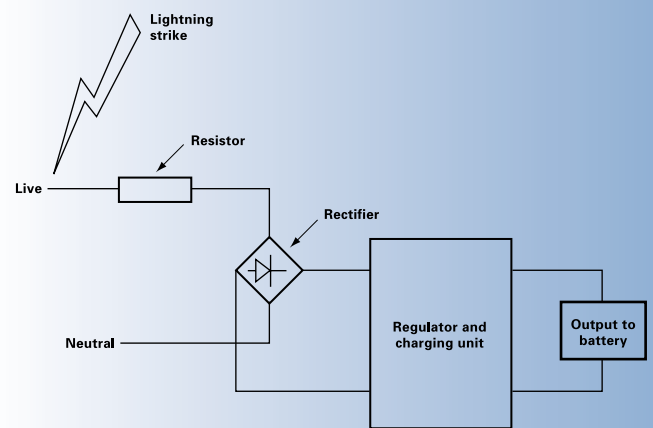 Lightning
strike
Resistor
Live
Rectifier
Neutral
Regulator and
charging unit
Output to
battery